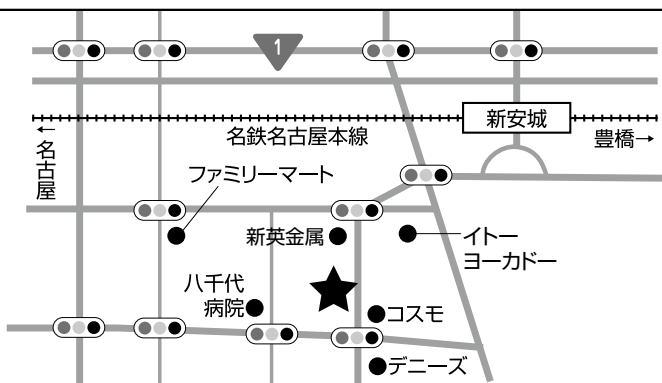 1
新安城
名鉄名古屋本線
豊橋→
←名古屋
ファミリーマート
新英金属
イトー
ヨーカドー
八千代
病院
コスモ
デニーズ